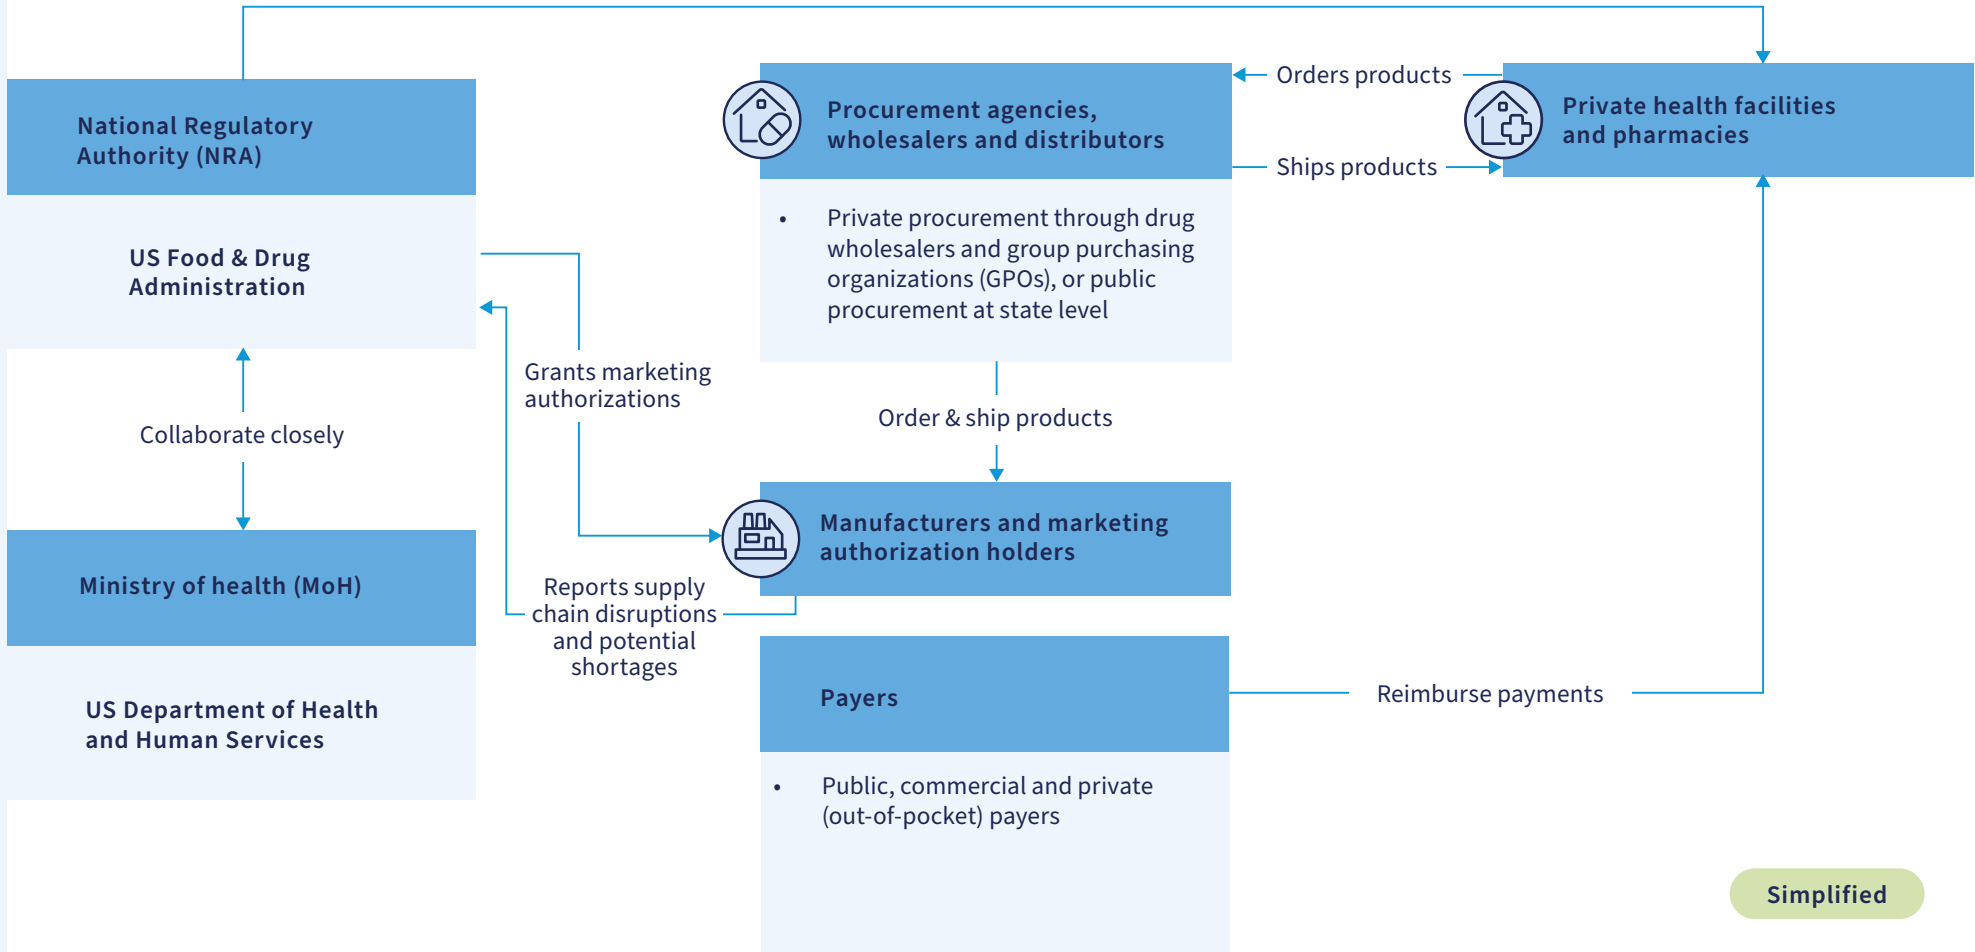 National Regulatory
Authority (NRA)
US Food & Drug
Administration
Collaborate closely
Ministry of health (MoH)
US Department of Health
and Human Services
Grants marketing
authorizations
Reports supply
chain disruptions
and potential
shortages
Procurement agencies,
wholesalers and distributors
• Private procurement through drug
wholesalers and group purchasing
organizations (GPOs), or public
procurement at state level
Order & ship products
Manufacturers and marketing
authorization holders
Payers
• Public, commercial and private
(out-of-pocket) payers
Orders products
Ships products
Private health facilities
and pharmacies
Reimburse payments
Simplified